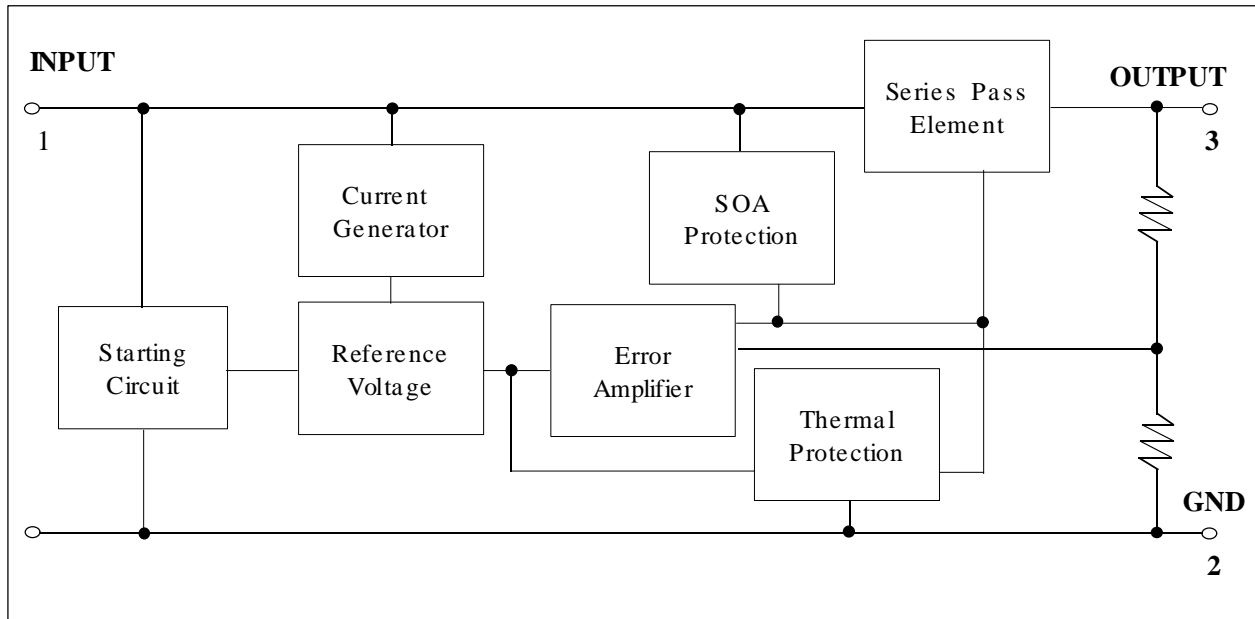 INPUT
OUTPUT
1
3
Series Pass
Element
Current
Generator
SOA
Protection
Starting
Circuit
Reference
Voltage
Error
Amplifier
Thermal
Protection
GND
2